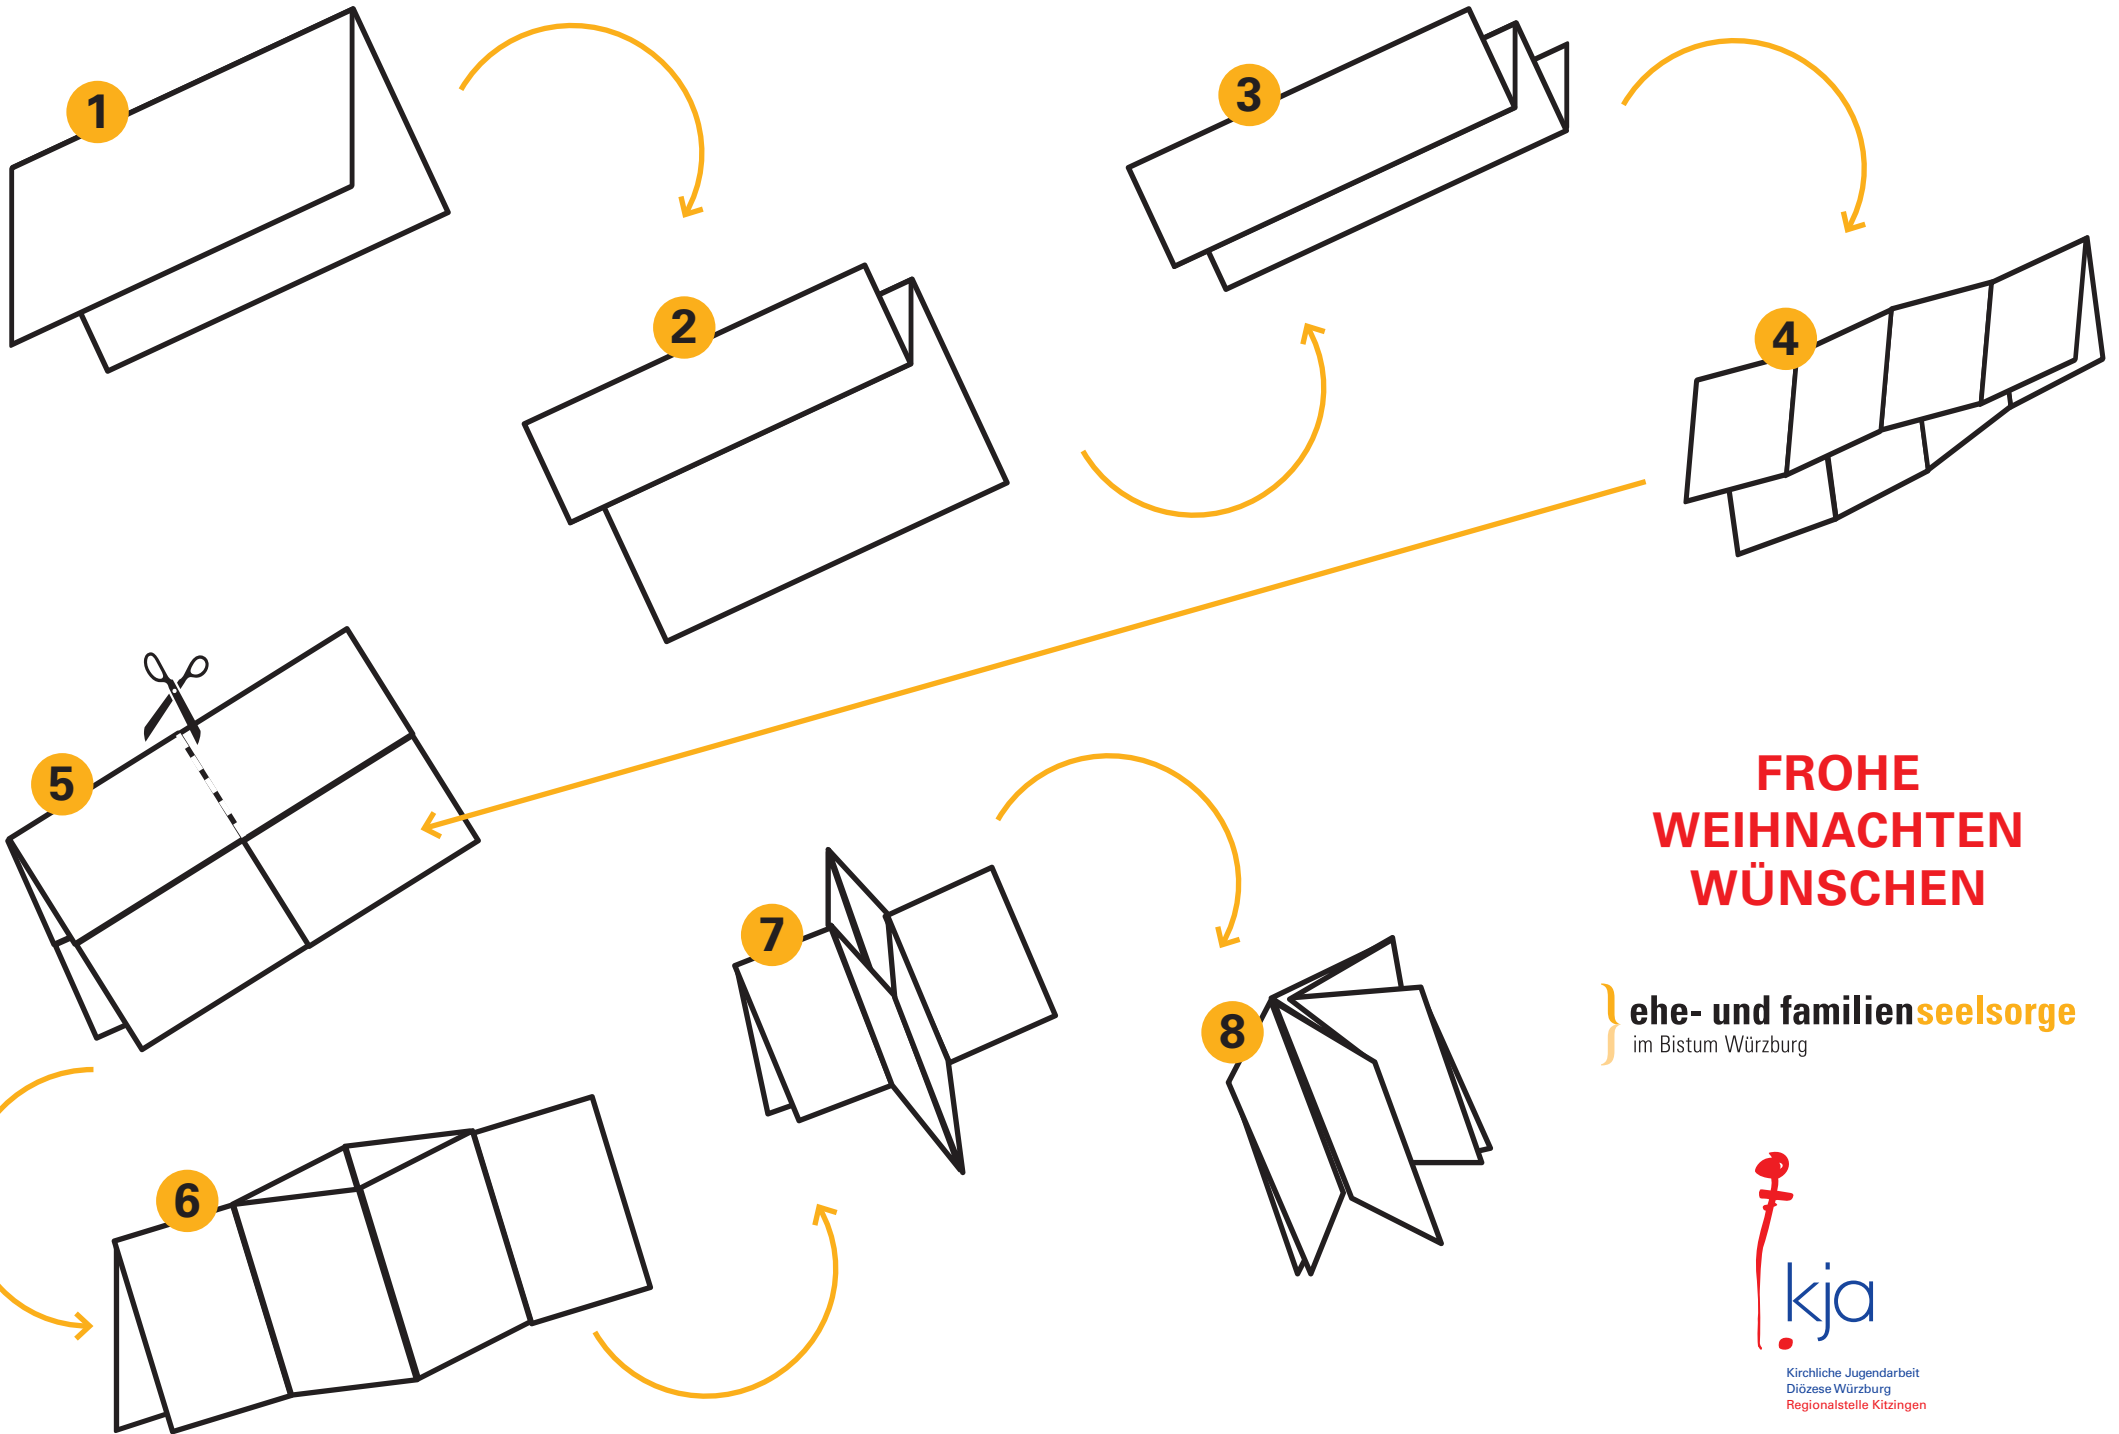 1
2
3
4
5
6
7
8
FROHE
WEIHNACHTEN
WÜNSCHEN
ehe- und familienseelsorge
im Bistum Würzburg
kja
Kirchliche Jugendarbeit
Diözese Würzburg
Regionalstelle Kitzingen